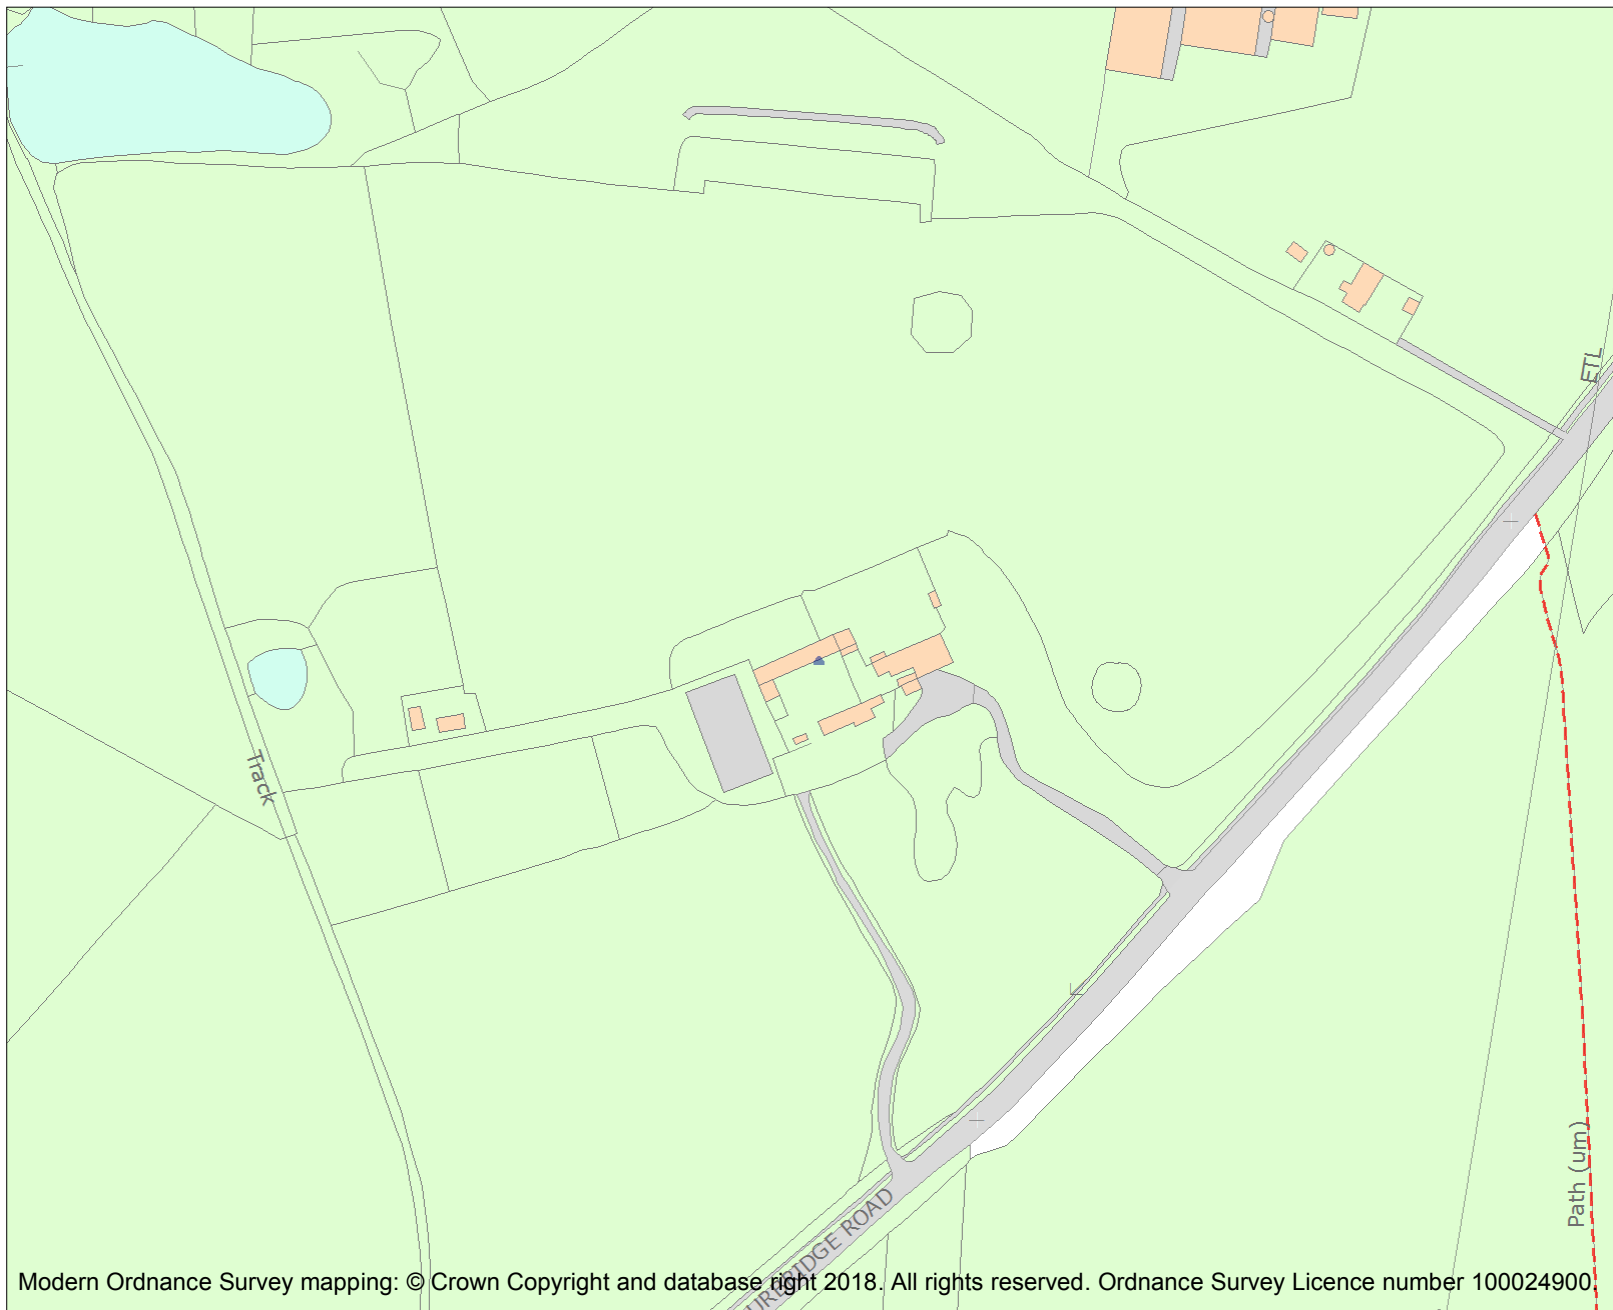 ETL
Track
Path (um)
ROAD
Modern Ordnance Survey mapping: © Crown Copyright and database right 2018. All rights reserved. Ordnance Survey Licence number 100024900.